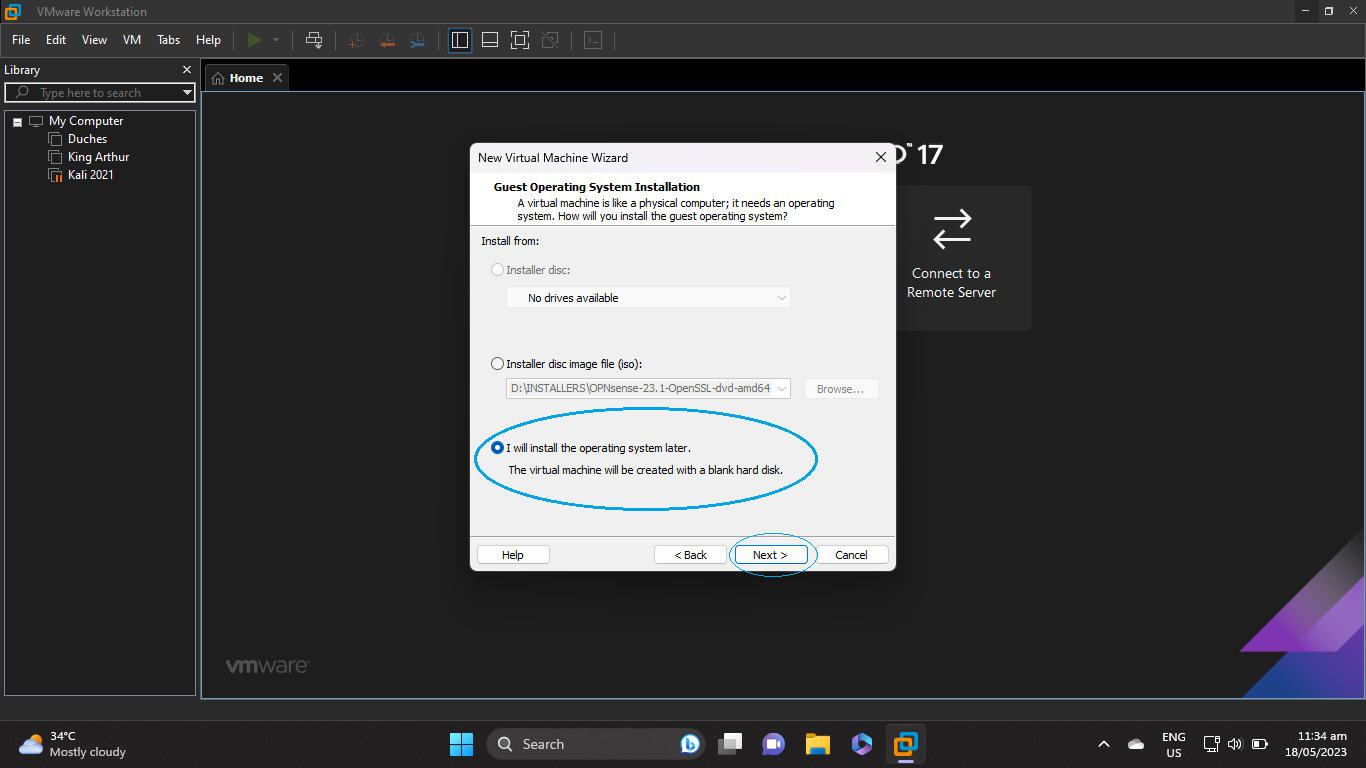 VMware Workstation
File Edit View VM Tabs Help
Library
Type here to search
My Computer
Duches
King Arthur
Kali 2021
Home
™ 17
Connect to a
Remote Server
New Virtual Machine Wizard
Guest Operating System Installation
A virtual machine is like a physical computer; it needs an operating
system. How will you install the guest operating system?
Install from:
Installer disc:
No drives available
Installer disc image file (iso):
D:\INSTALLERS\OPNsense-23.1-OpenSSL-dvd-amd64
Browse...
I will install the operating system later.
The virtual machine will be created with a blank hard disk.
Help
< Back
Next >
Cancel
vmware
34°C
Mostly cloudy
Search
ENG
US
11:34 am
18/05/2023